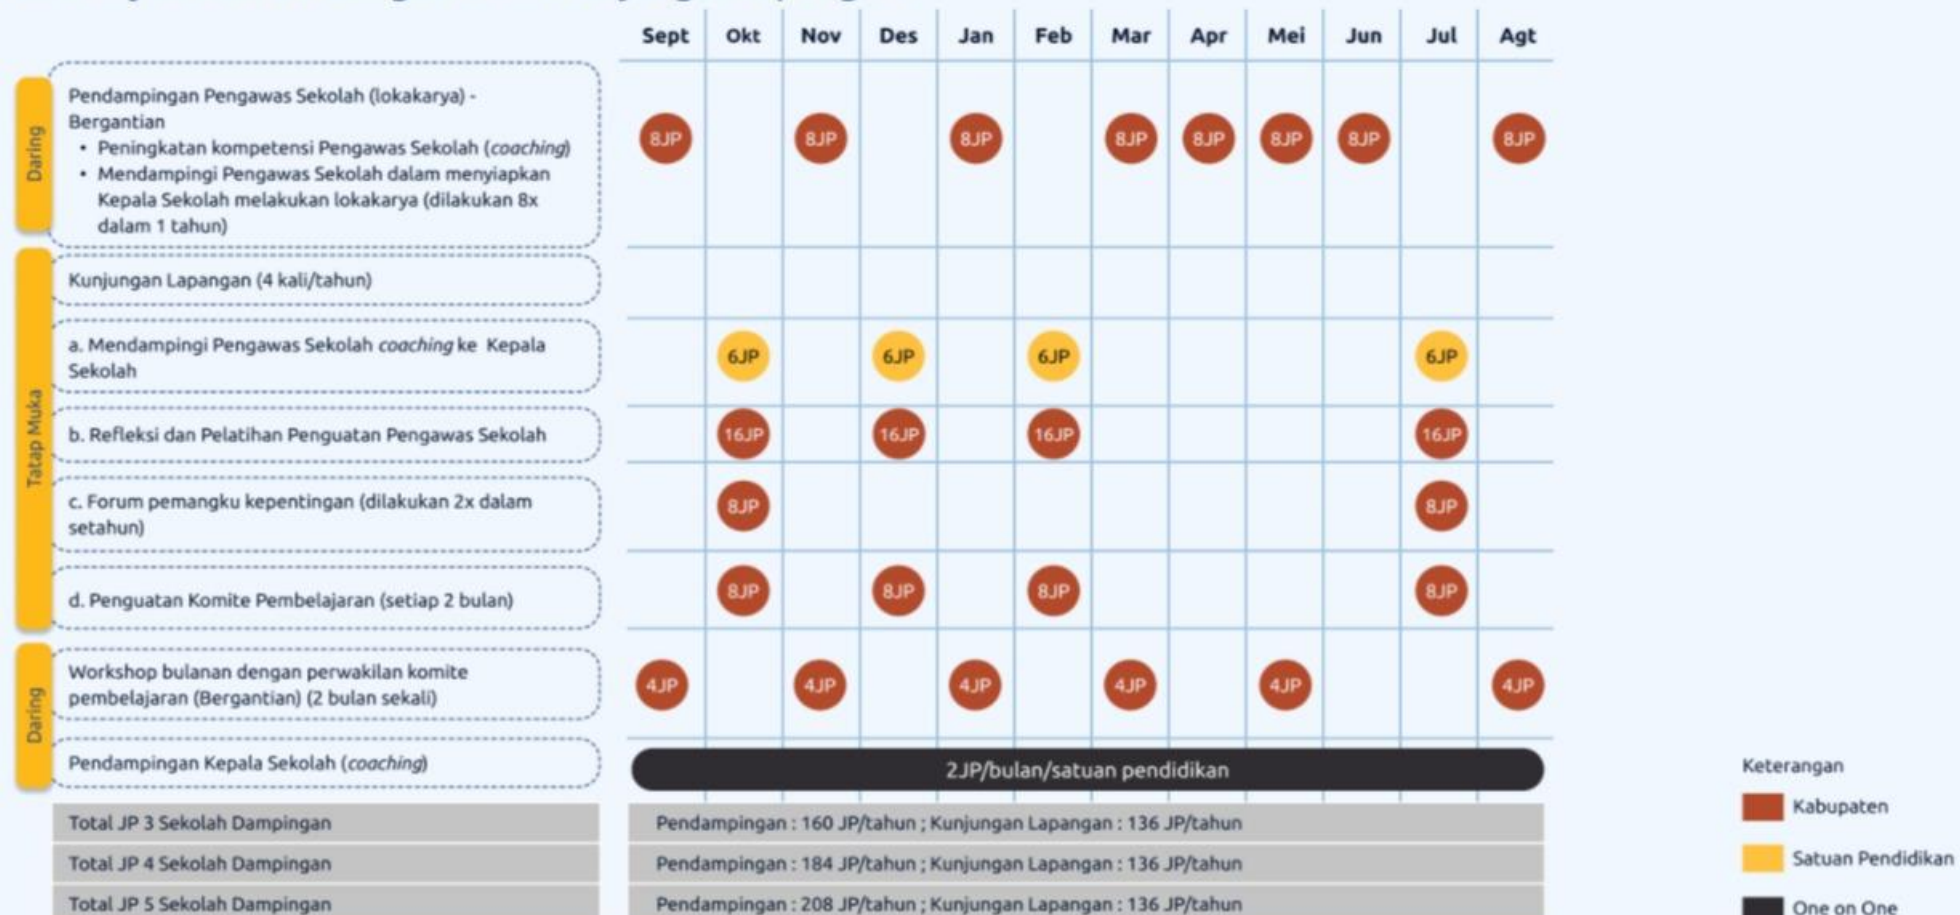 Sept Okt Nov Des Jan Feb Mar Apr Mei Jun Jul Agt
Daring
Pendampingan Pengawas Sekolah (lokakarya) -
Bergantian
• Peningkatan kompetensi Pengawas Sekolah (coaching)
• Mendampingi Pengawas Sekolah dalam menyiapkan
Kepala Sekolah melakukan lokakarya (dilakukan 8x
dalam 1 tahun)
8JP 8JP 8JP 8JP 8JP 8JP 8JP 8JP
Tatap Muka
Kunjungan Lapangan (4 kali/tahun)
a. Mendampingi Pengawas Sekolah coaching ke Kepala
Sekolah
6JP 6JP 6JP 6JP
b. Refleksi dan Pelatihan Penguatan Pengawas Sekolah
16JP 16JP 16JP 16JP
c. Forum pemangku kepentingan (dilakukan 2x dalam
setahun)
8JP 8JP
d. Penguatan Komite Pembelajaran (setiap 2 bulan)
8JP 8JP 8JP 8JP
Daring
Workshop bulanan dengan perwakilan komite
pembelajaran (Bergantian) (2 bulan sekali)
4JP 4JP 4JP 4JP 4JP 4JP
Pendampingan Kepala Sekolah (coaching)
2JP/bulan/satuan pendidikan
Total JP 3 Sekolah Dampingan
Pendampingan : 160 JP/tahun ; Kunjungan Lapangan : 136 JP/tahun
Total JP 4 Sekolah Dampingan
Pendampingan : 184 JP/tahun ; Kunjungan Lapangan : 136 JP/tahun
Total JP 5 Sekolah Dampingan
Pendampingan : 208 JP/tahun ; Kunjungan Lapangan : 136 JP/tahun
Keterangan
Kabupaten
Satuan Pendidikan
One on One